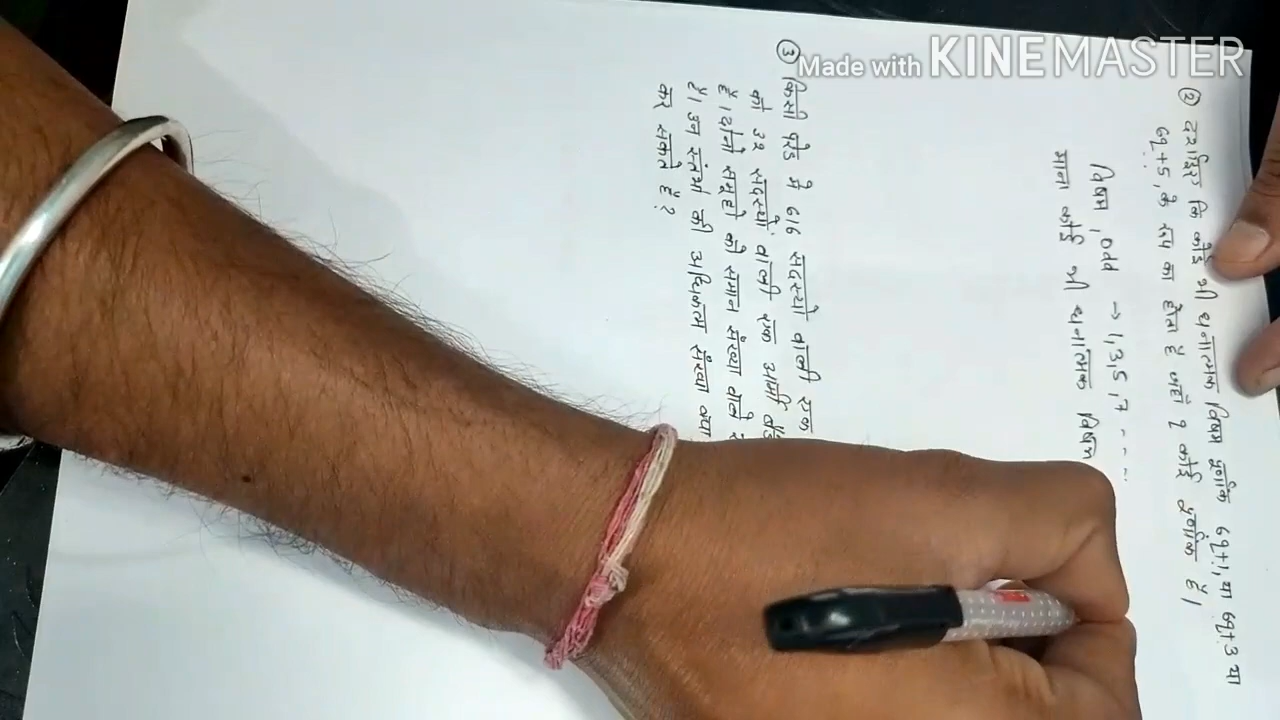 Made with KINEMASTER
② दर्शाइए कि कोई भी धनात्मक विषम पूर्णांक 6q+1, या 6q+3 या
6q+5, के रूप का होता है जहाँ q कोई पूर्णांक है।
विषम, odd → 1, 3, 5, 7 - - - -
माना कोई भी धनात्मक विषम
③ किसी परेड में 616 सदस्यों वाली एक
को 32 सदस्यों वाली एक आर्मी
हैं। दोनों समूहों को समान संख्या वाले
है। उन स्तंभों की अधिकतम संख्या क्या
कर सकते हैं?